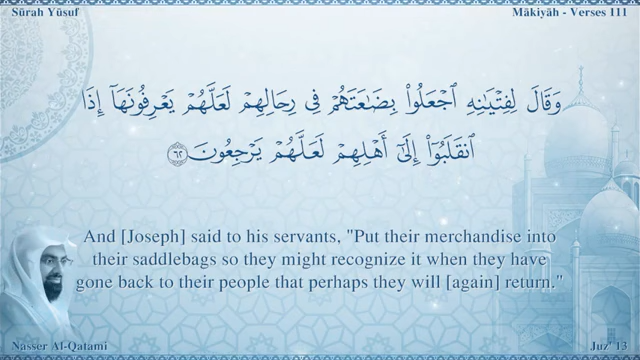 Sūrah Yūsuf
Mākiyāh - Verses 111
وَقَالَ لِفِتْيَٰنِهِ ٱجْعَلُوا۟ بِضَٰعَتَهُمْ فِى رِحَالِهِمْ لَعَلَّهُمْ يَعْرِفُونَهَآ إِذَا
ٱنقَلَبُوٓا۟ إِلَىٰٓ أَهْلِهِمْ لَعَلَّهُمْ يَرْجِعُونَ ٦٢
And [Joseph] said to his servants, "Put their merchandise into
their saddlebags so they might recognize it when they have
gone back to their people that perhaps they will [again] return."
Nasser Al-Qatami
Juz' 13